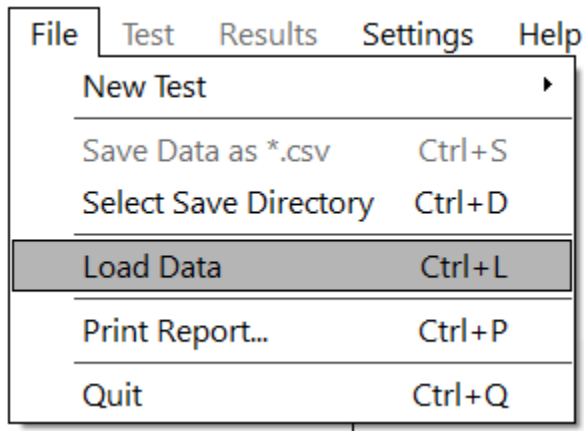 File Test Results Settings Help
New Test
Save Data as *.csv Ctrl+S
Select Save Directory Ctrl+D
Load Data Ctrl+L
Print Report... Ctrl+P
Quit Ctrl+Q